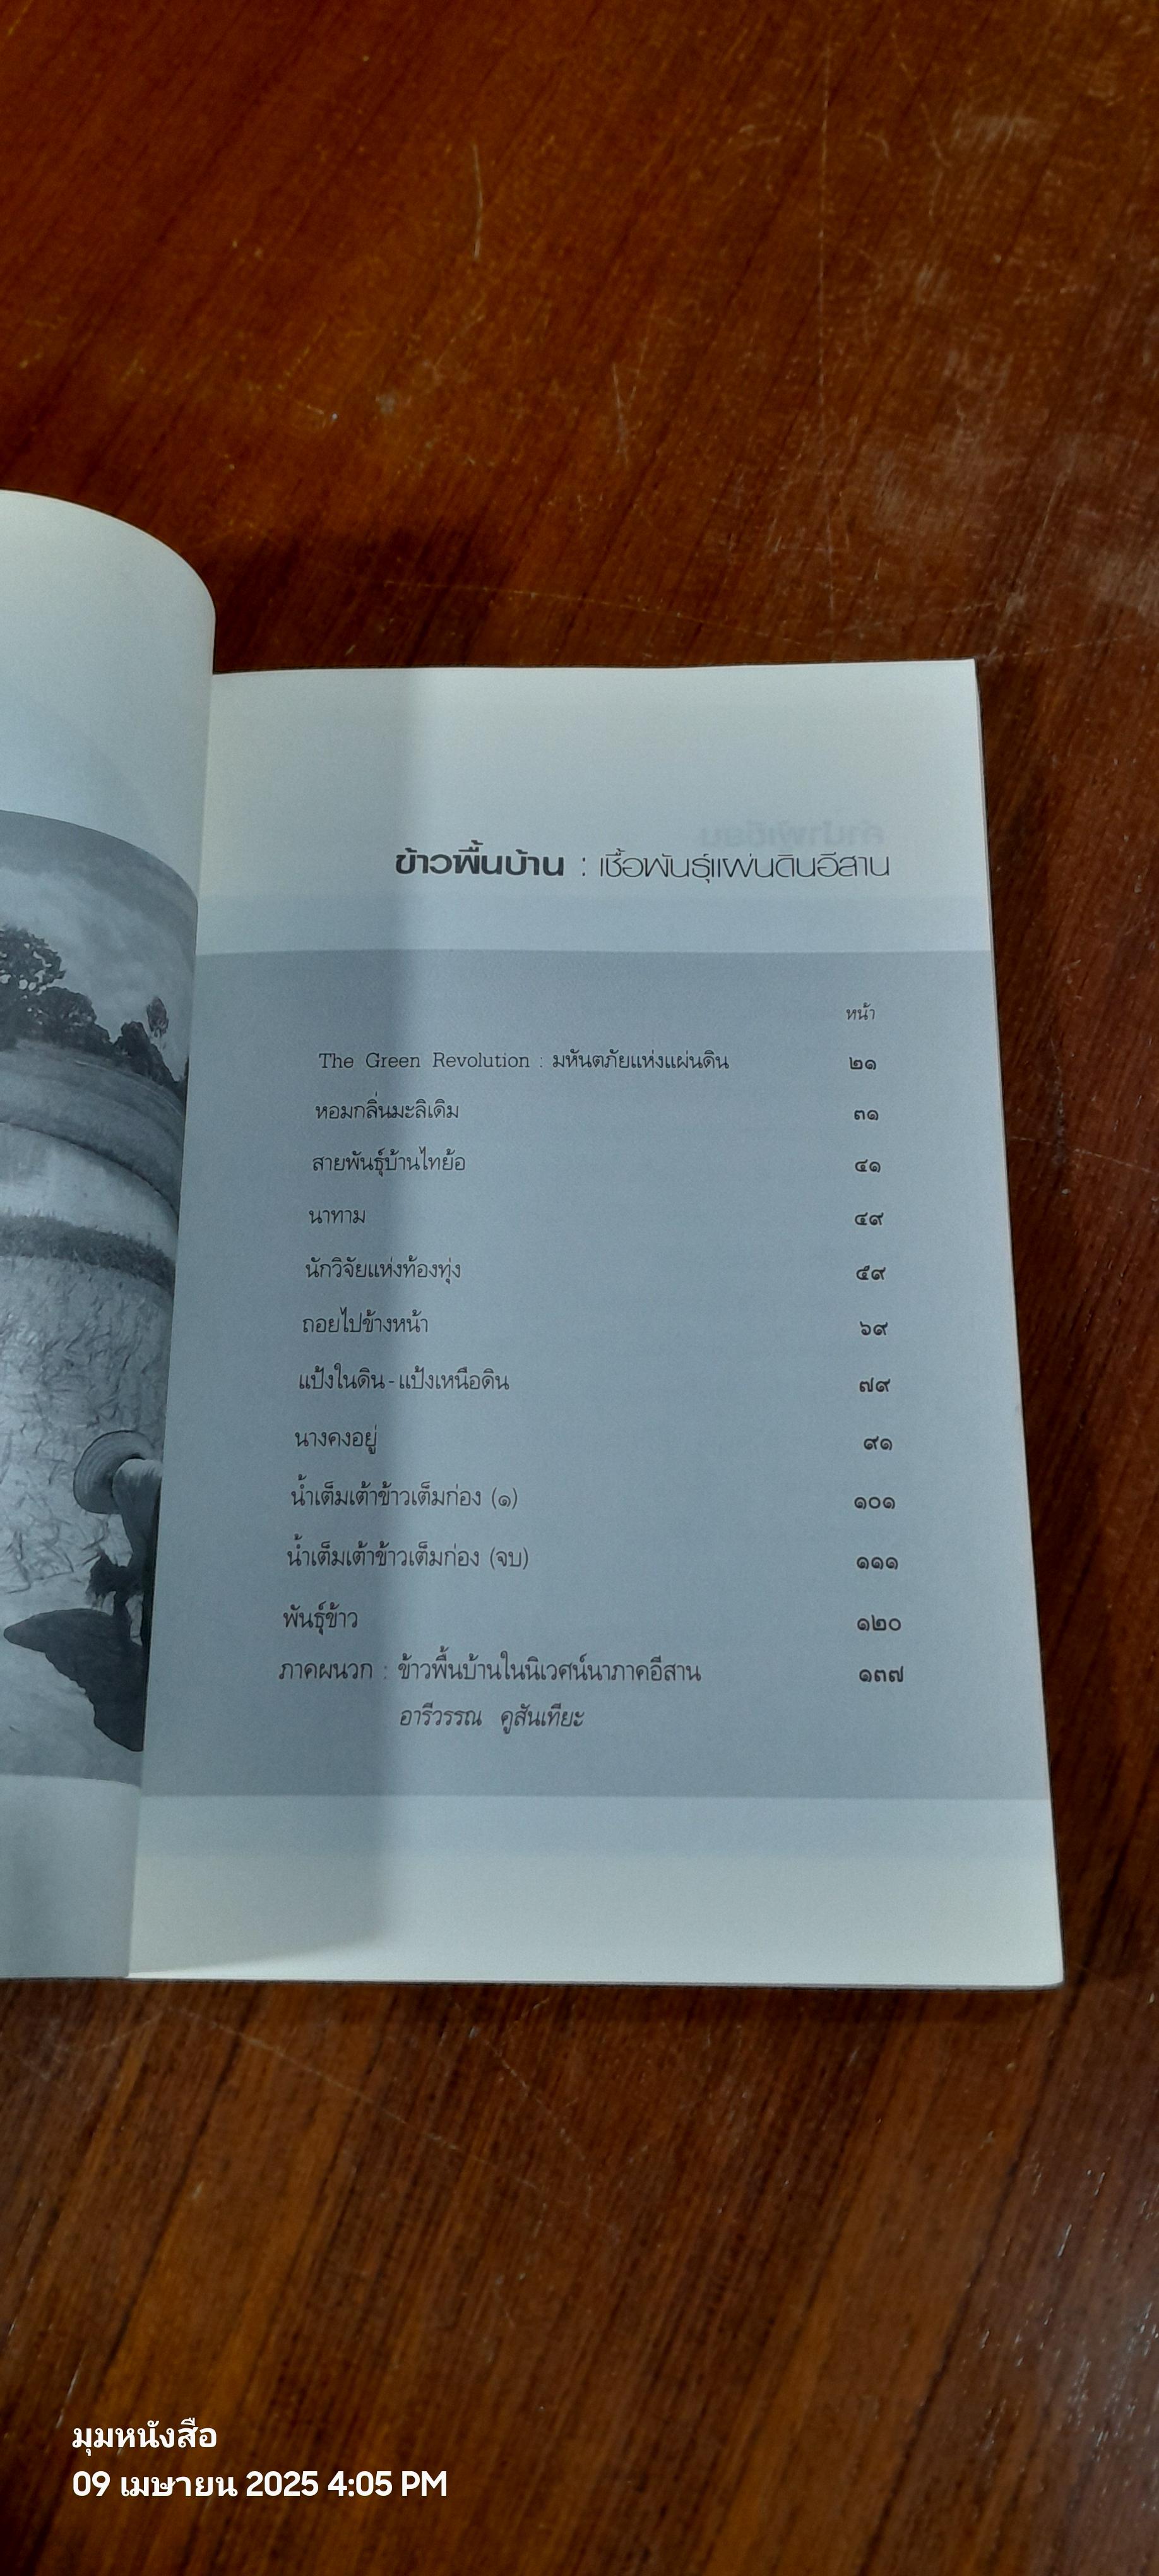 ข้าวพื้นบ้าน : เชื้อพันธุ์แผ่นดินอีสาน
หน้า
The Green Revolution : มหันตภัยแห่งแผ่นดิน ๒๑
หอมกลิ่นมะลิเดิม ๓๑
สายพันธุ์บ้านไทย้อ ๔๑
นาทาม ๔๙
นักวิจัยแห่งท้องทุ่ง ๕๙
ถอยไปข้างหน้า ๖๙
แป้งในดิน - แป้งเหนือดิน ๗๙
นางคงอยู่ ๙๑
น้ำเต็มเต้าข้าวเต็มก่อง (๑) ๑๐๑
น้ำเต็มเต้าข้าวเต็มก่อง (จบ) ๑๑๑
พันธุ์ข้าว ๑๒๐
ภาคผนวก : ข้าวพื้นบ้านในนิเวศน์นาภาคอีสาน ๑๓๗
อารีวรรณ คูสันเทียะ
มุมหนังสือ
09 เมษายน 2025 4:05 PM